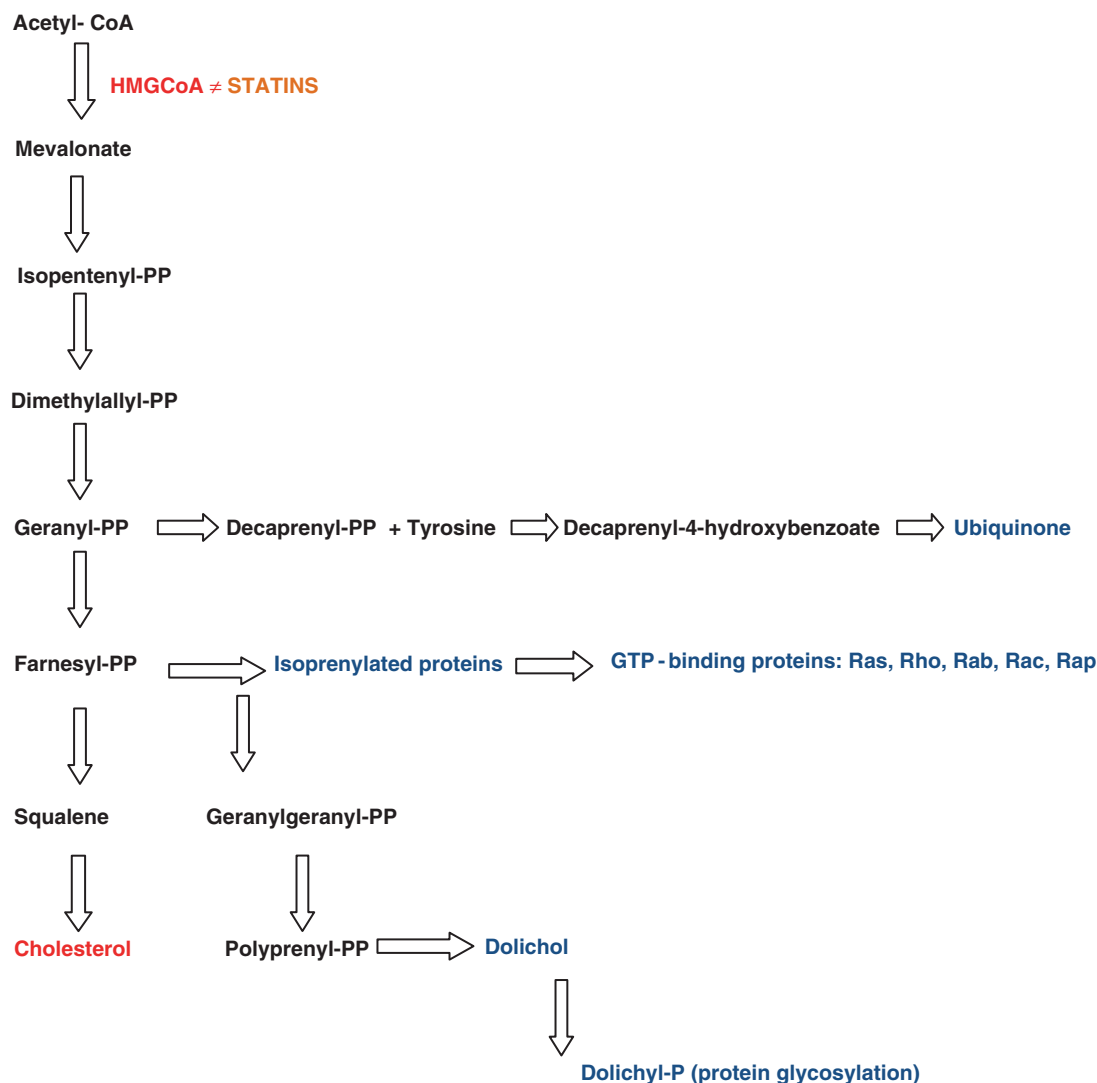 Acetyl- CoA
HMGCoA ≠ STATINS
Mevalonate
Isopentenyl-PP
Dimethylallyl-PP
Geranyl-PP Decaprenyl-PP + Tyrosine Decaprenyl-4-hydroxybenzoate Ubiquinone
Farnesyl-PP Isoprenylated proteins GTP-binding proteins: Ras, Rho, Rab, Rac, Rap
Squalene Geranylgeranyl-PP
Cholesterol Polyprenyl-PP Dolichol
Dolichyl-P (protein glycosylation)